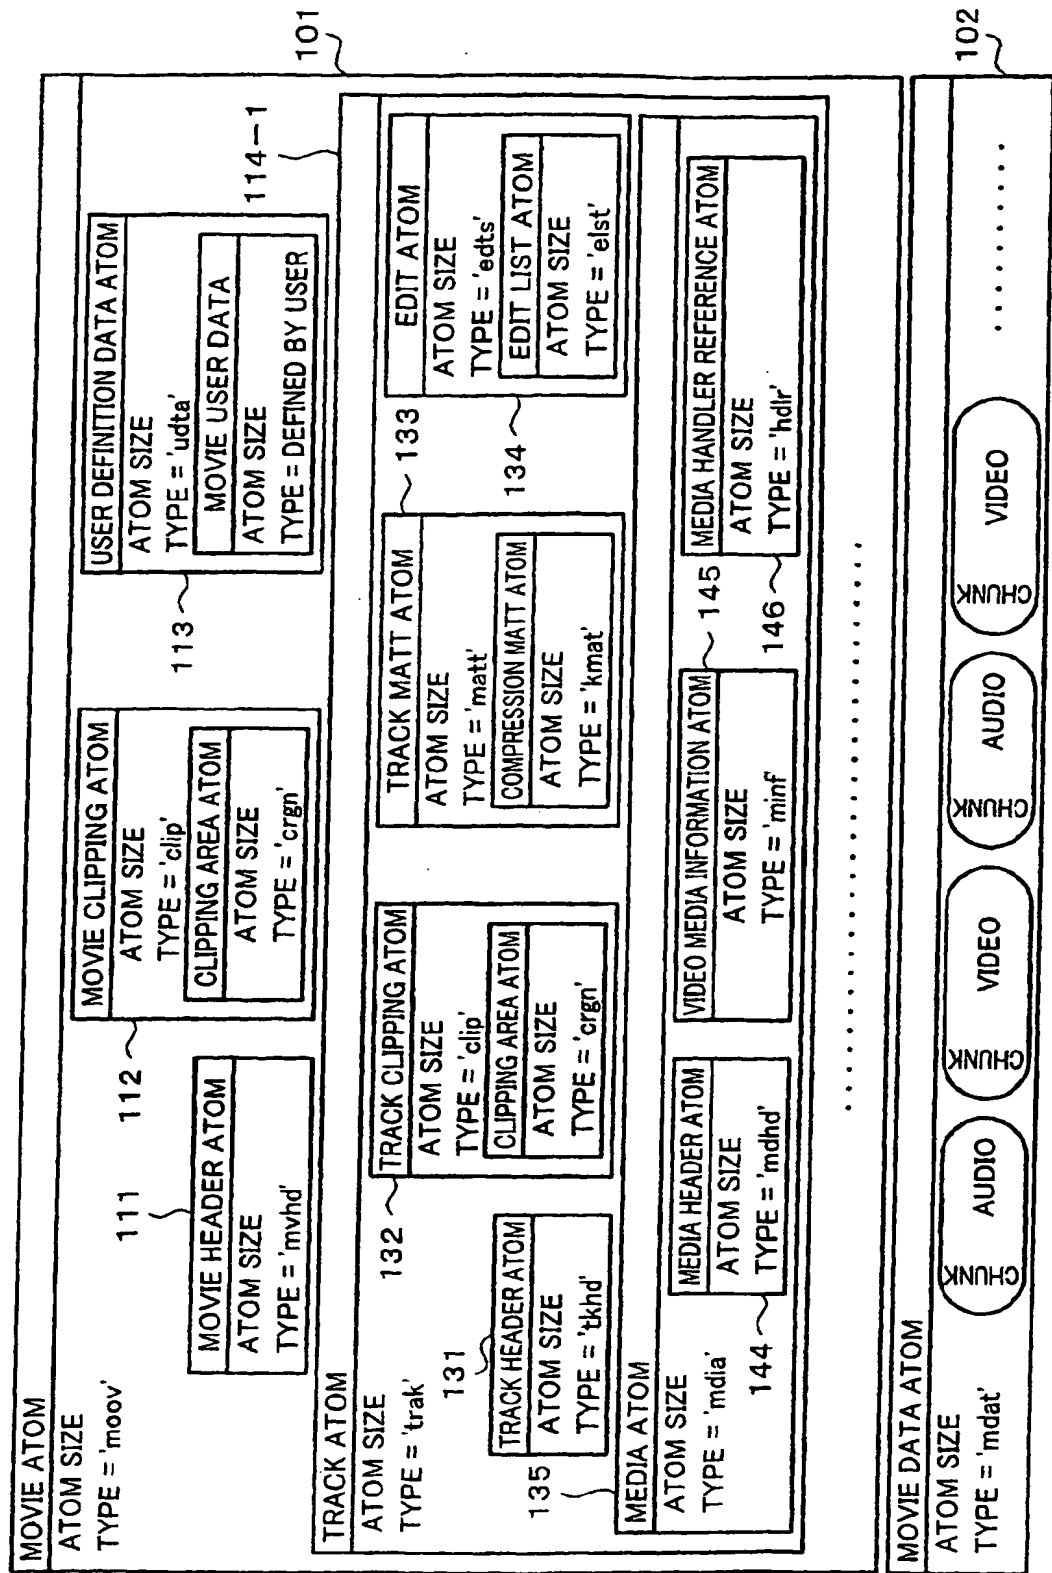 MOVIE ATOM
ATOM SIZE
TYPE = 'moov'
101
111
MOVIE HEADER ATOM
ATOM SIZE
TYPE = 'mvhd'
112
MOVIE CLIPPING ATOM
ATOM SIZE
TYPE = 'clip'
CLIPPING AREA ATOM
ATOM SIZE
TYPE = 'crgn'
113
USER DEFINITION DATA ATOM
ATOM SIZE
TYPE = 'udta'
MOVIE USER DATA
ATOM SIZE
TYPE = DEFINED BY USER
114-1
TRACK ATOM
ATOM SIZE
TYPE = 'trak'
131
TRACK HEADER ATOM
ATOM SIZE
TYPE = 'tkhd'
132
TRACK CLIPPING ATOM
ATOM SIZE
TYPE = 'clip'
CLIPPING AREA ATOM
ATOM SIZE
TYPE = 'crgn'
133
TRACK MATT ATOM
ATOM SIZE
TYPE = 'matt'
COMPRESSION MATT ATOM
ATOM SIZE
TYPE = 'kmat'
134
EDIT ATOM
ATOM SIZE
TYPE = 'edts'
EDIT LIST ATOM
ATOM SIZE
TYPE = 'elst'
135
MEDIA ATOM
ATOM SIZE
TYPE = 'mdia'
144
MEDIA HEADER ATOM
ATOM SIZE
TYPE = 'mdhd'
145
VIDEO MEDIA INFORMATION ATOM
ATOM SIZE
TYPE = 'minf'
146
MEDIA HANDLER REFERENCE ATOM
ATOM SIZE
TYPE = 'hdlr'
. . . . . . . . . . . . . . . . . . . . . . . . . . . . . .
102
MOVIE DATA ATOM
ATOM SIZE
TYPE = 'mdat'
CHUNK AUDIO
CHUNK VIDEO
CHUNK AUDIO
CHUNK VIDEO
. . . . . . . . .